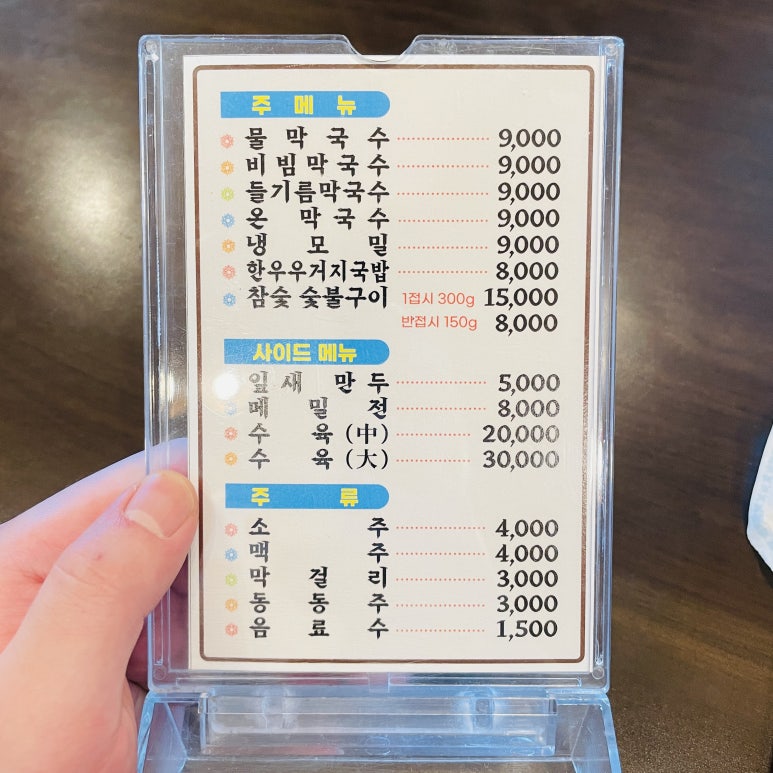 주 메 뉴
물 막 국 수 9,000
비 빔 막 국 수 9,000
들기름막국수 9,000
온 막 국 수 9,000
냉 모 밀 9,000
한우우거지국밥 8,000
참숯 숯불구이 1접시 300g 15,000
반접시 150g 8,000
사이드 메뉴
잎 새 만 두 5,000
메 밀 전 8,000
수 육 (中) 20,000
수 육 (大) 30,000
주 류
소 주 4,000
맥 주 4,000
막 걸 리 3,000
동 동 주 3,000
음 료 수 1,500